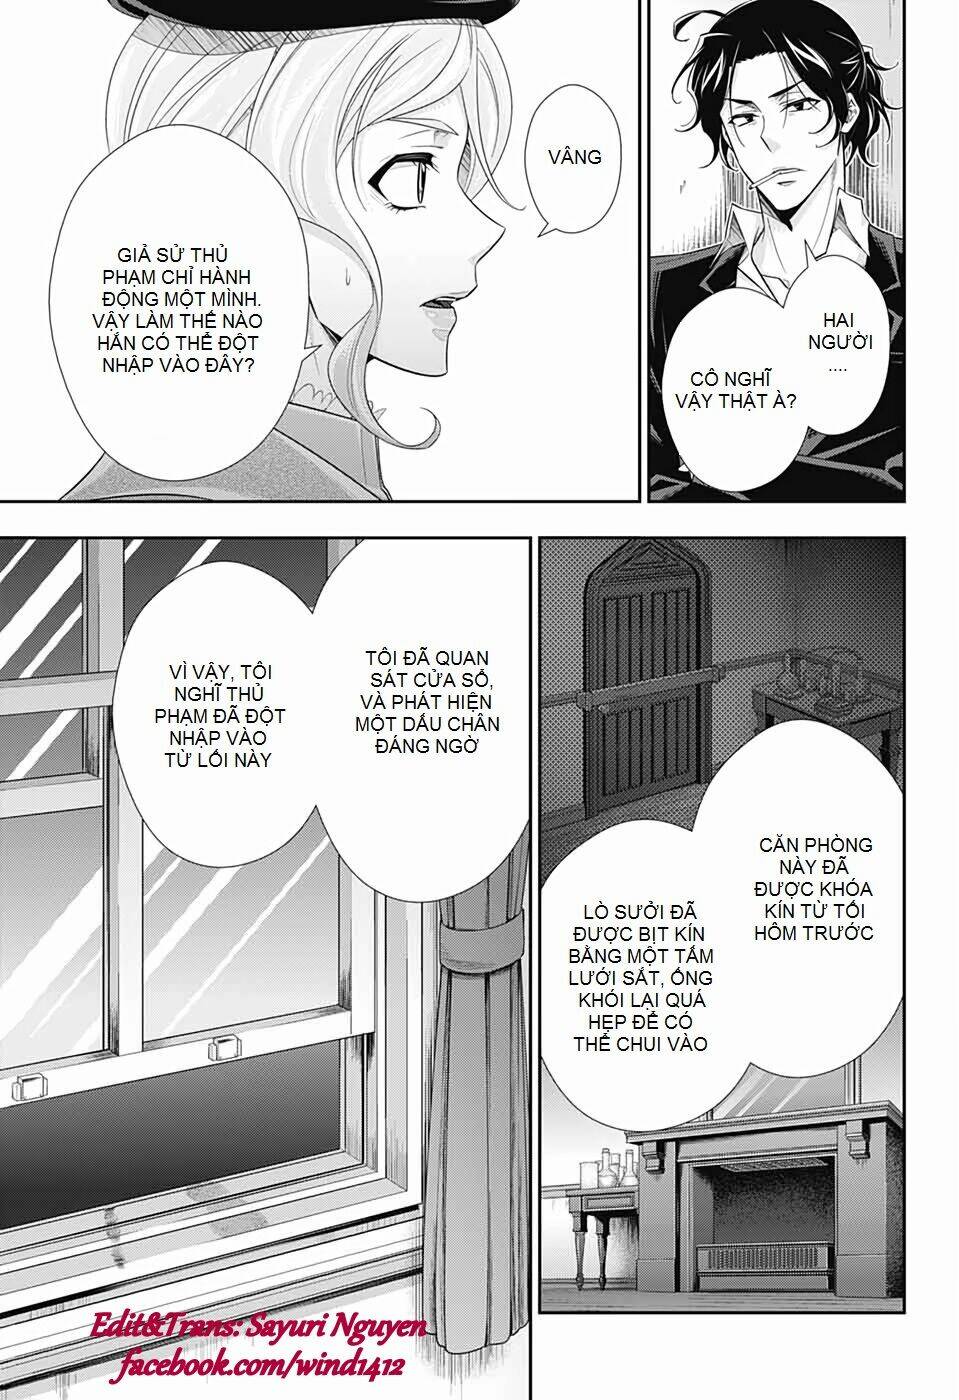 HAI
NGƯỜI
....
CÔ NGHĨ
VẬY THẬT À?
VÂNG
GIẢ SỬ THỦ
PHẠM CHỈ HÀNH
ĐỘNG MỘT MÌNH.
VẬY LÀM THẾ NÀO
HẮN CÓ THỂ ĐỘT
NHẬP VÀO ĐÂY?
CĂN PHÒNG
NÀY ĐÃ
ĐƯỢC KHÓA
KÍN TỪ TỐI
HÔM TRƯỚC
LÒ SƯỞI ĐÃ
ĐƯỢC BỊT KÍN
BẰNG MỘT TẤM
LƯỚI SẮT, ỐNG
KHÓI LẠI QUÁ
HẸP ĐỂ CÓ
THỂ CHUI VÀO
TÔI ĐÃ QUAN
SÁT CỬA SỔ,
VÀ PHÁT HIỆN
MỘT DẤU CHÂN
ĐÁNG NGỜ
VÌ VẬY, TÔI
NGHĨ THỦ
PHẠM ĐÃ ĐỘT
NHẬP VÀO
TỪ LỐI NÀY
Edit&Trans: Sayuri Nguyen
facebook.com/wind1412